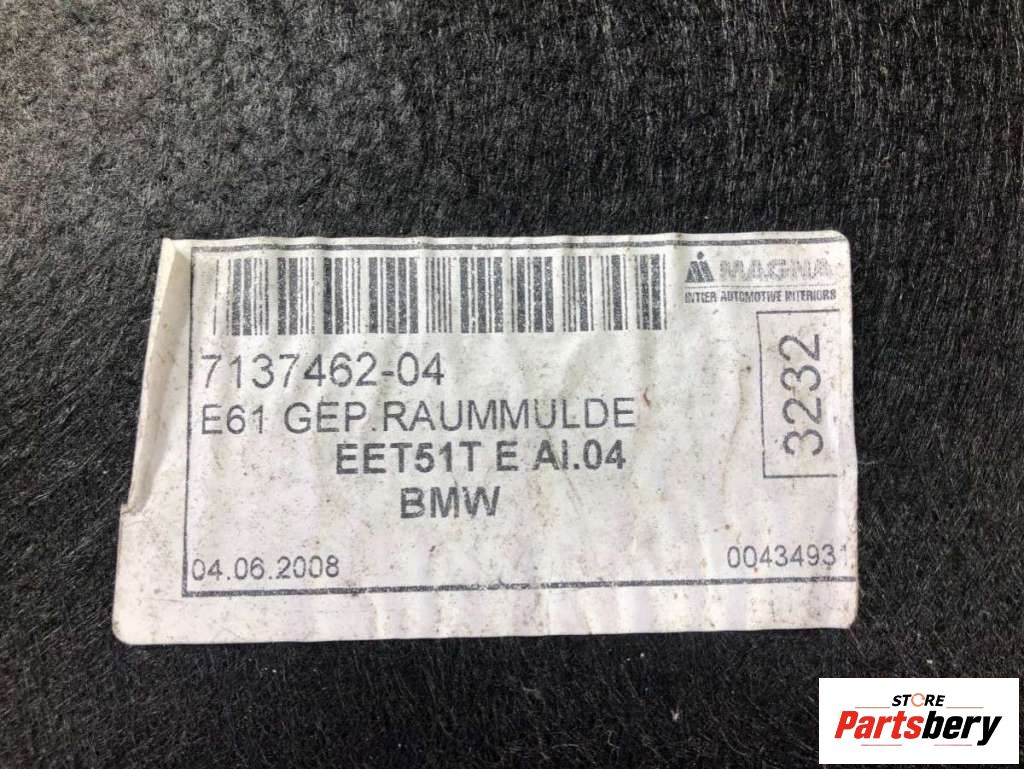 MAGNA
INTIER AUTOMOTIVE INTERIORS
7137462-04
E61 GEP.RAUMMULDE
EET51T E AI.04
BMW
3232
04.06.2008
00434931
STORE
Partsbery